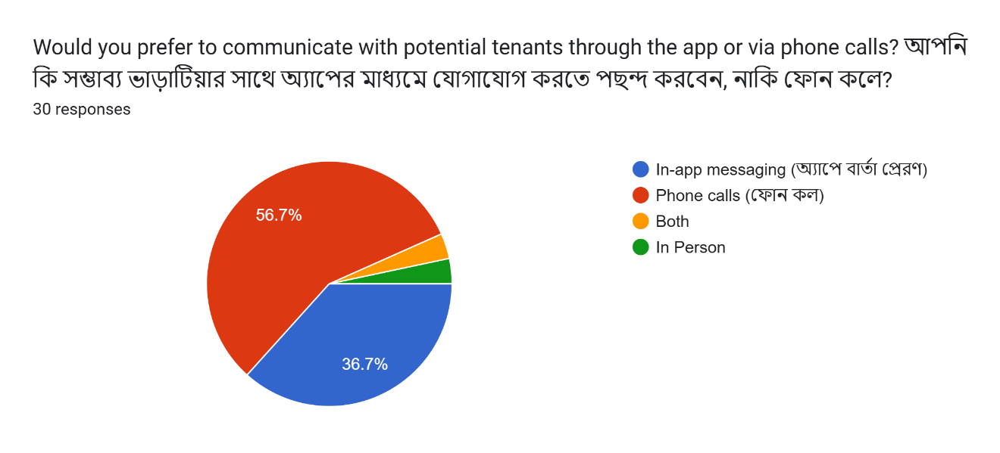 Would you prefer to communicate with potential tenants through the app or via phone calls? আপনি
কি সম্ভাব্য ভাড়াটিয়ার সাথে অ্যাপের মাধ্যমে যোগাযোগ করতে পছন্দ করবেন, নাকি ফোন কলে?
30 responses
In-app messaging (অ্যাপে বার্তা প্রেরণ)
Phone calls (ফোন কল)
Both
In Person
56.7%
36.7%